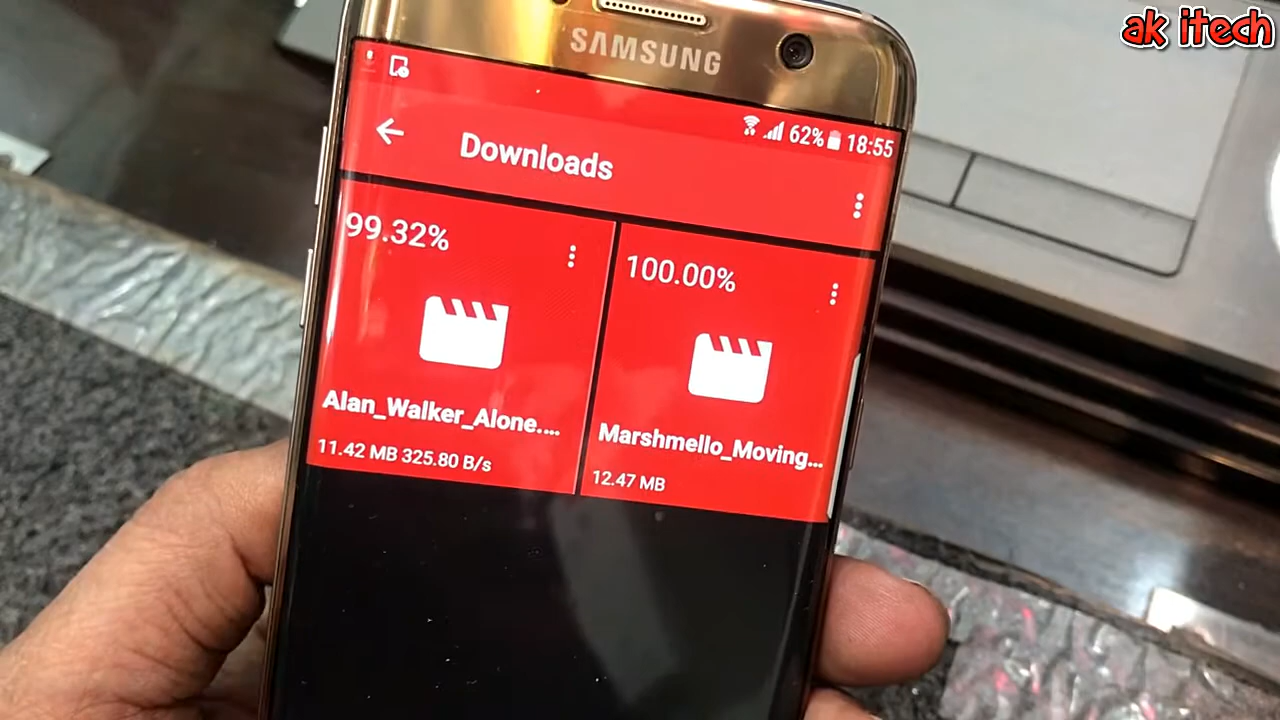 ak itech
SAMSUNG
62% 18:55
Downloads
99.32%
100.00%
Alan_Walker_Alone....
Marshmello_Moving...
11.42 MB 325.80 B/s
12.47 MB